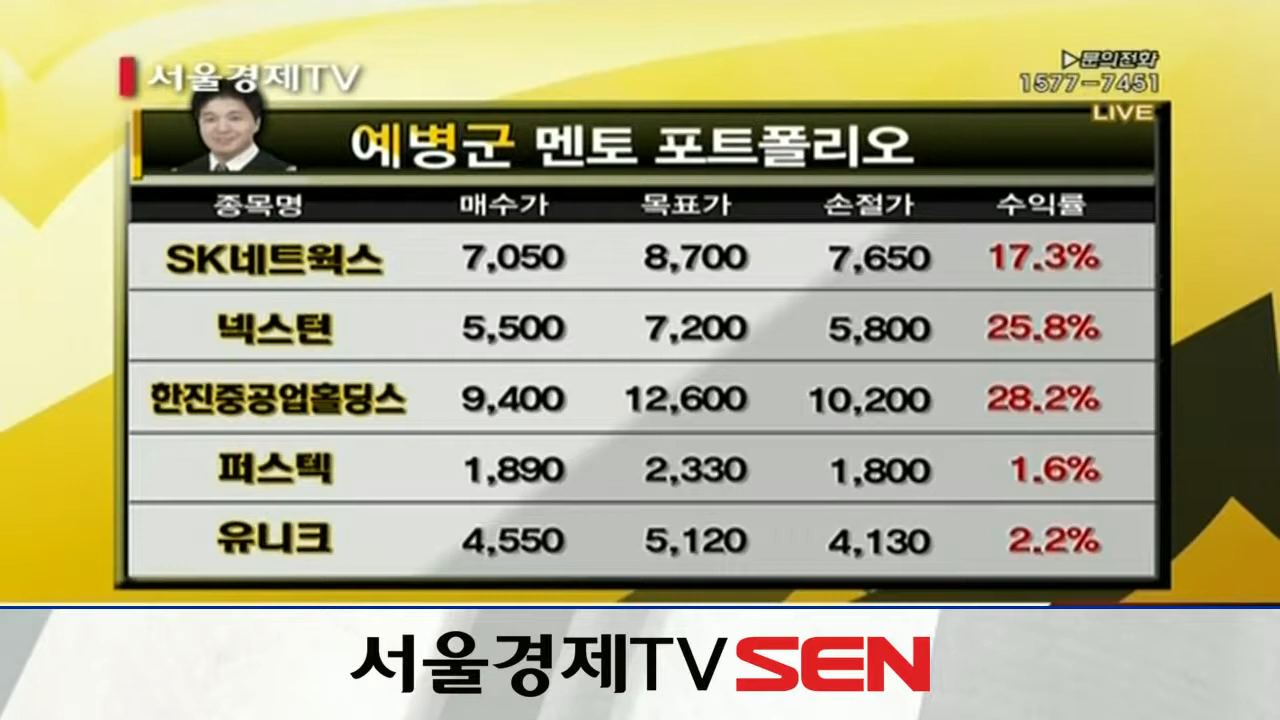 서울경제TV
▶문의전화
1577-7451
LIVE
예병군 멘토 포트폴리오
종목명 매수가 목표가 손절가 수익률
SK네트웍스 7,050 8,700 7,650 17.3%
넥스턴 5,500 7,200 5,800 25.8%
한진중공업홀딩스 9,400 12,600 10,200 28.2%
퍼스텍 1,890 2,330 1,800 1.6%
유니크 4,550 5,120 4,130 2.2%
서울경제TV SEN